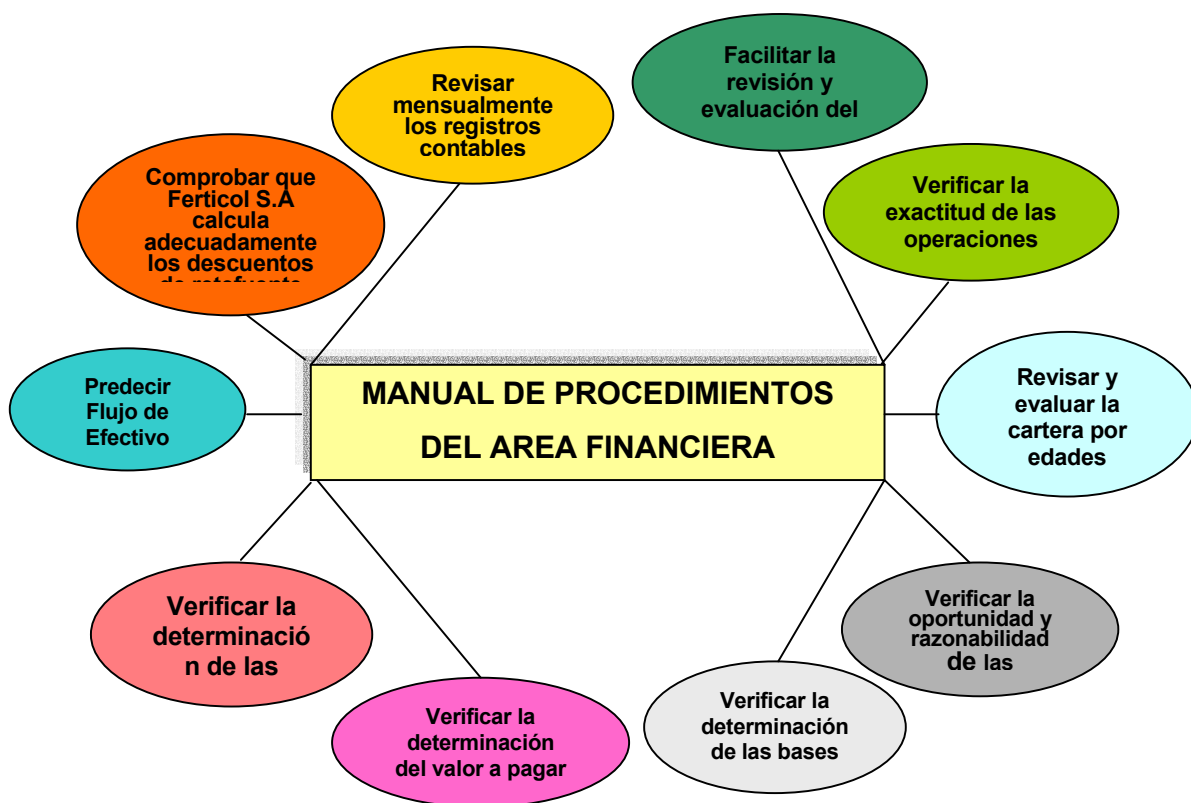 Facilitar la
revisión y
evaluación del
Revisar
mensualmente
los registros
contables
Comprobar que
Ferticol S.A
calcula
adecuadamente
los descuentos
de retefuente
Verificar la
exactitud de las
operaciones
MANUAL DE PROCEDIMIENTOS
DEL AREA FINANCIERA
Predecir
Flujo de
Efectivo
Revisar y
evaluar la
cartera por
edades
Verificar la
determinació
n de las
Verificar la
oportunidad y
razonabilidad
de las
Verificar la
determinación
del valor a pagar
Verificar la
determinación
de las bases